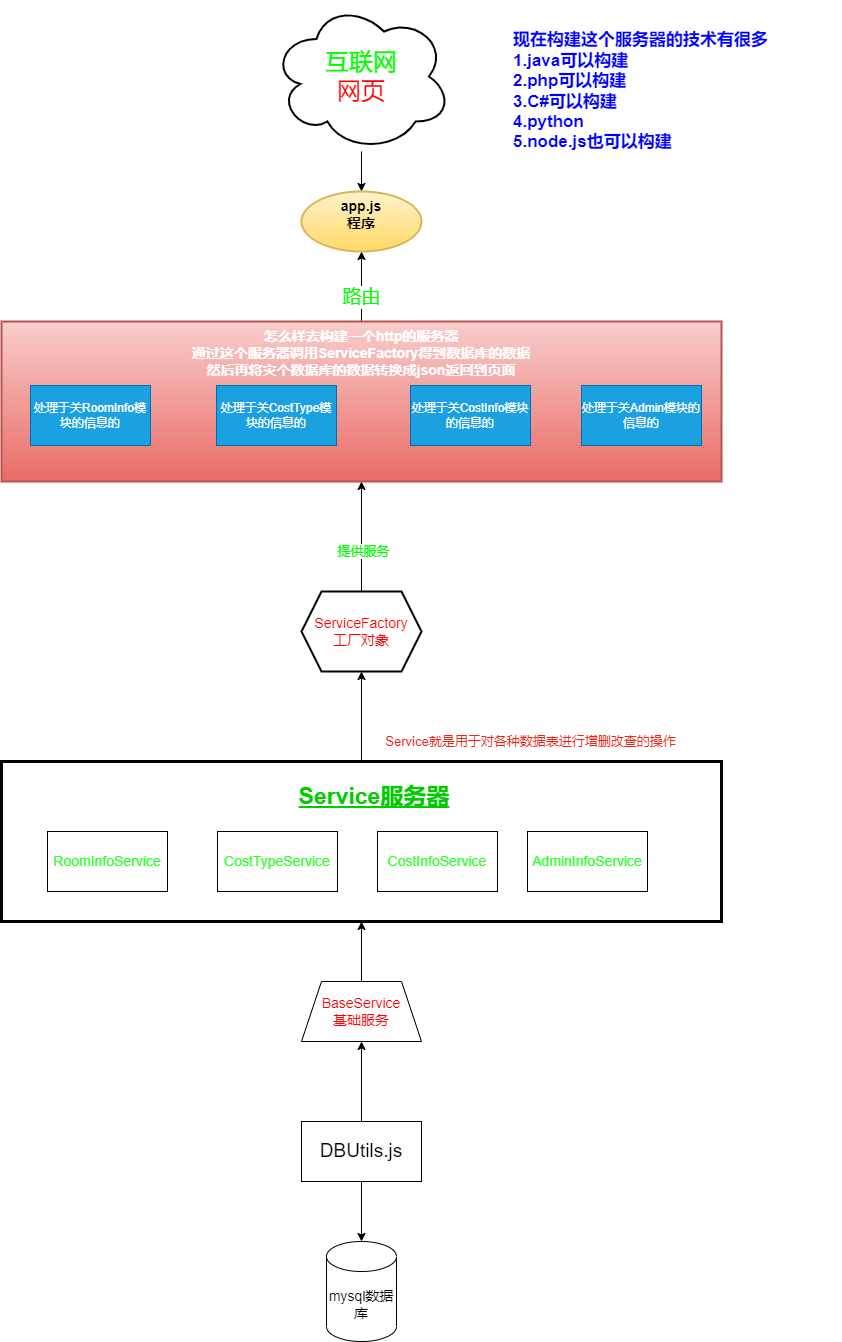 互联网
网页
现在构建这个服务器的技术有很多
1.java可以构建
2.php可以构建
3.C#可以构建
4.python
5.node.js也可以构建
app.js
程序
路由
怎么样去构建一个http的服务器
通过这个服务器调用ServiceFactory得到数据库的数据
然后再将灾个数据库的数据转换成json返回到页面
处理于关RoomInfo模
块的信息的
处理于关CostType模
块的信息的
处理于关CostInfo模块
的信息的
处理于关Admin模块的
信息的
提供服务
ServiceFactory
工厂对象
Service就是用于对各种数据表进行增删改查的操作
Service服务器
RoomInfoService
CostTypeService
CostInfoService
AdminInfoService
BaseService
基础服务
DBUtils.js
mysql数据
库